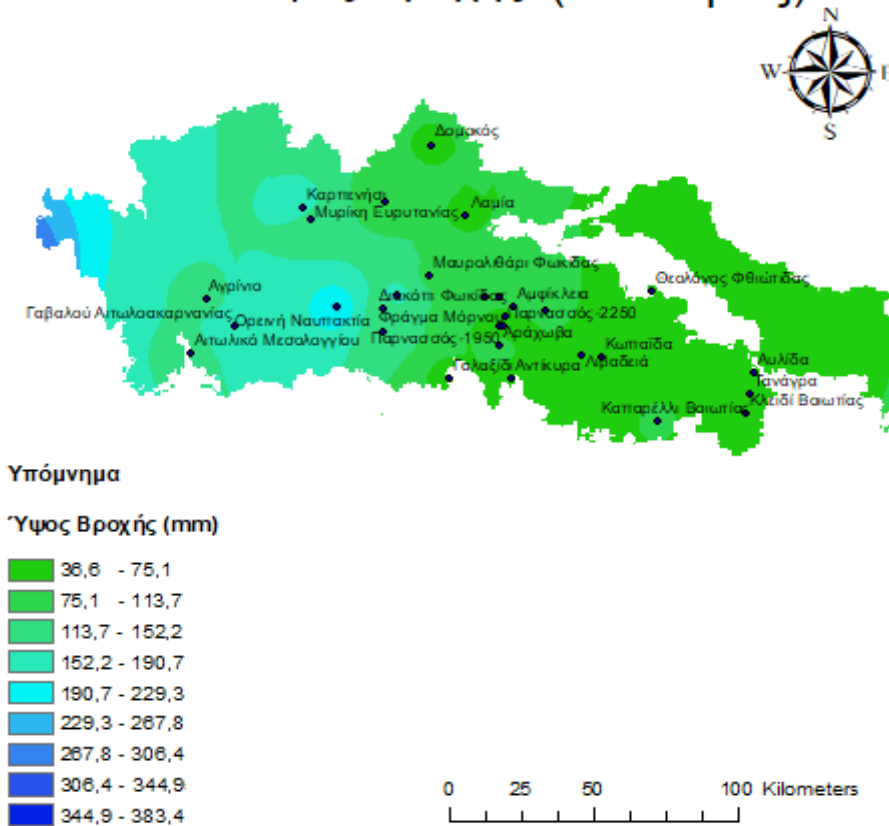 N
W
S
Δομοκός
Καρπενήσι
Λαμία
Μυρίκη Ευρυτανίας
Μαυρολιθάρι Φωκίδας
Θεολόγος Φθιώτιδας
Αγρίνιο
Διακόπι Φωκίδας
Αμφίκλεια
Γαβαλού Αιτωλοακαρνανίας
Ορεινή Ναυπακτία
Φράγμα Μόρνου
Παρνασσός-2250
Αιτωλικό Μεσολογγίου
Παρνασσός-1950
Αράχωβα
Κωπαΐδα
Γαλαξίδι
Αντίκυρα
Λιβαδειά
Αυλίδα
Τανάγρα
Καπαρέλλι Βοιωτίας
Κλειδί Βοιωτίας
Υπόμνημα
Ύψος Βροχής (mm)
36,6 - 75,1
75,1 - 113,7
113,7 - 152,2
152,2 - 190,7
190,7 - 229,3
229,3 - 267,8
267,8 - 306,4
306,4 - 344,9
344,9 - 383,4
0 25 50 100 Kilometers